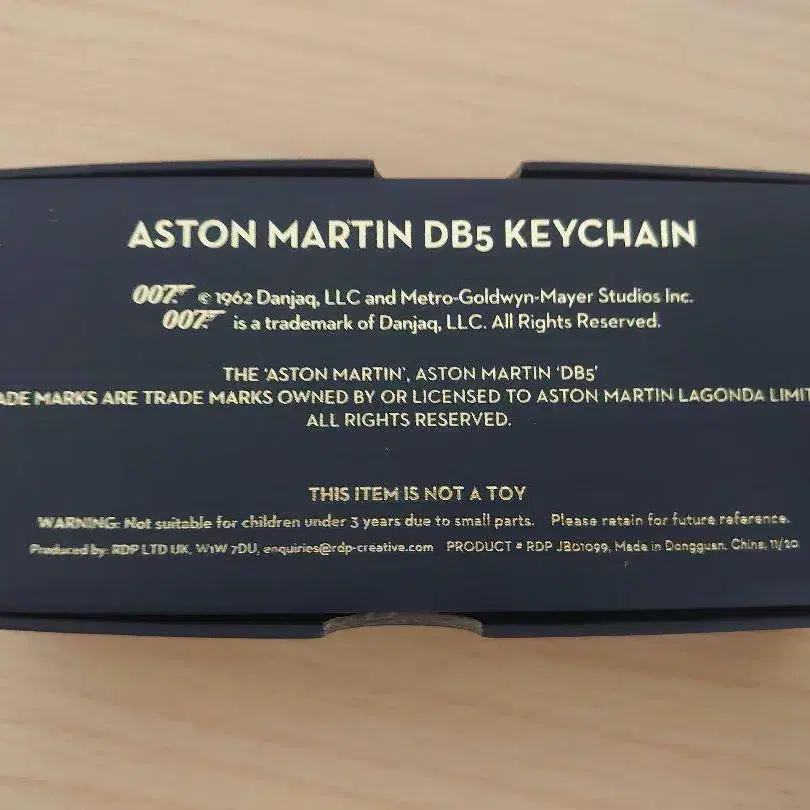 ASTON MARTIN DB5 KEYCHAIN
007 © 1962 Danjaq, LLC and Metro-Goldwyn-Mayer Studios Inc.
007 is a trademark of Danjaq, LLC. All Rights Reserved.
THE 'ASTON MARTIN', ASTON MARTIN 'DB5'
ADE MARKS ARE TRADE MARKS OWNED BY OR LICENSED TO ASTON MARTIN LAGONDA LIMIT
ALL RIGHTS RESERVED.
THIS ITEM IS NOT A TOY
WARNING: Not suitable for children under 3 years due to small parts. Please retain for future reference.
Produced by: RDP LTD UK, W1W 7DU, enquiries@rdp-creative.com PRODUCT # RDP JB01099, Made in Dongguan, China, 11/20